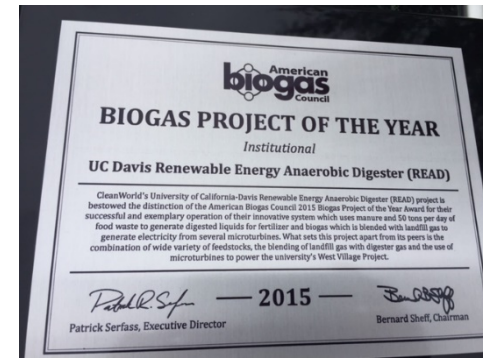 American
biogas
Council
BIOGAS PROJECT OF THE YEAR
Institutional
UC Davis Renewable Energy Anaerobic Digester (READ)
CleanWorld's University of California-Davis Renewable Energy Anaerobic Digester (READ) project is
bestowed the distinction of the American Biogas Council 2015 Biogas Project of the Year Award for their
successful and exemplary operation of their innovative system which uses manure and 50 tons per day of
food waste to generate digested liquids for fertilizer and biogas which is blended with landfill gas to
generate electricity from several microturbines. What sets this project apart from its peers is the
combination of wide variety of feedstocks, the blending of landfill gas with digester gas and the use of
microturbines to power the university's West Village Project.
2015
Patrick Serfass, Executive Director
Bernard Sheff, Chairman